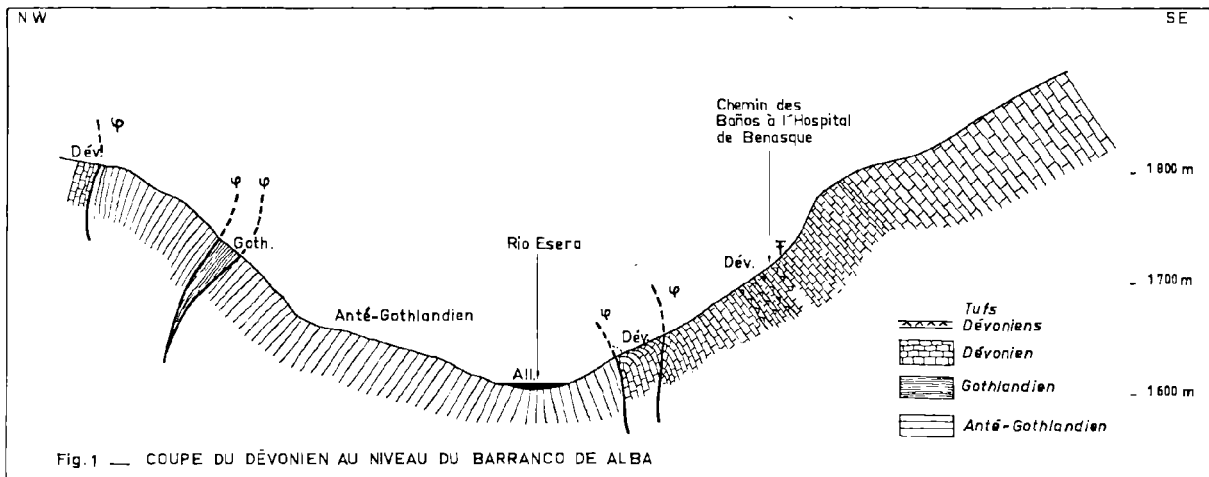 NW
SE
Chemin des
Baños à l'Hospital
de Benasque
φ
Dév.
1800 m
φ φ
Goth.
Rio Esera
Dév.
1700 m
φ
φ
Anté-Gothlandien
Dév.
All.
Tufs
Dévoniens
Dévonien
Gothlandien
Anté-Gothlandien
1600 m
Fig.1 — COUPE DU DÉVONIEN AU NIVEAU DU BARRANCO DE ALBA